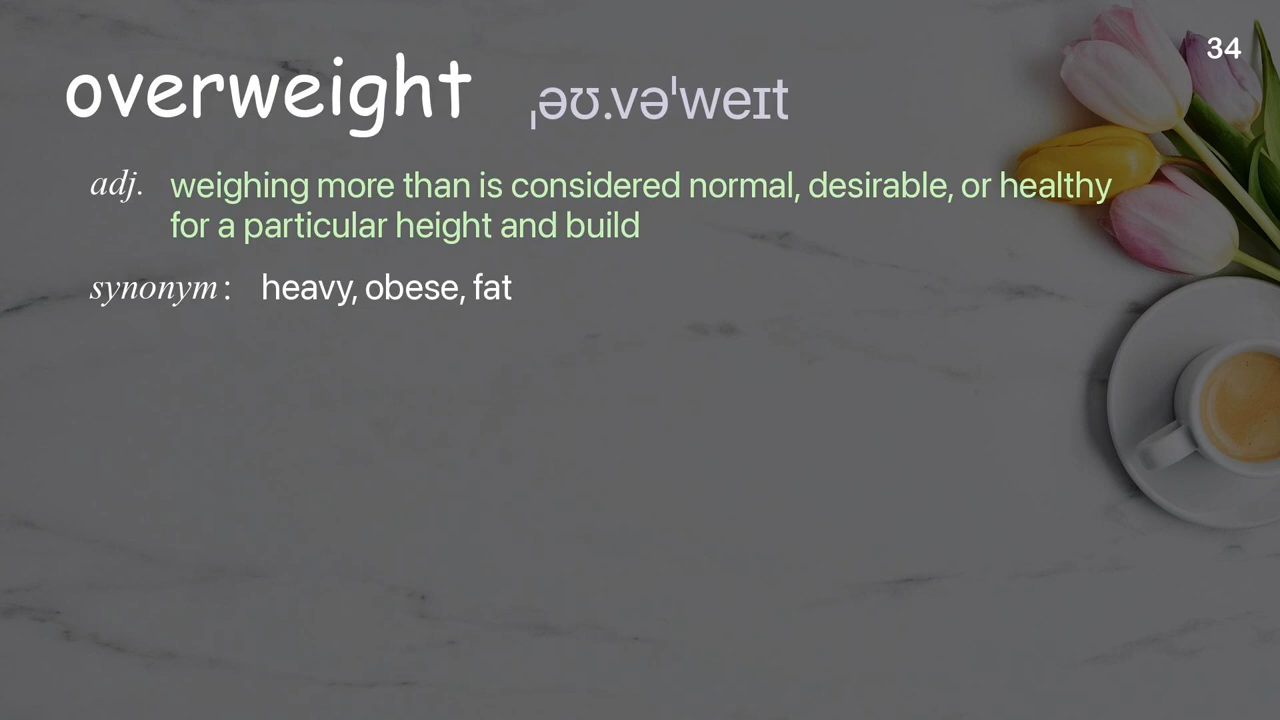 34
overweight ˌəʊ.vəˈweɪt
adj. weighing more than is considered normal, desirable, or healthy
for a particular height and build
synonym: heavy, obese, fat